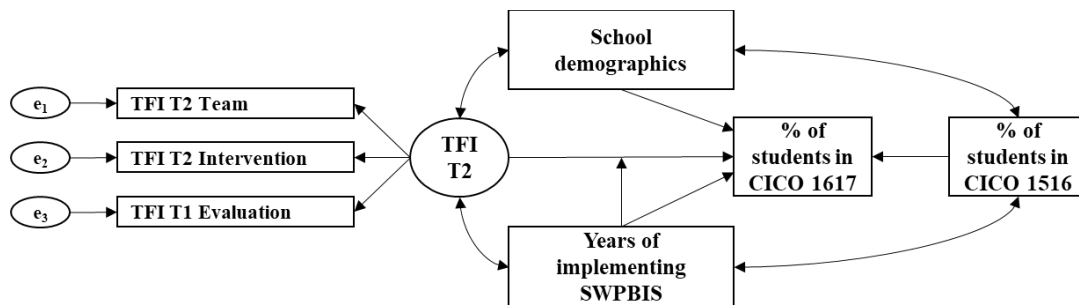 School
demographics
e1
TFI T2 Team
e2
TFI T2 Intervention
e3
TFI T1 Evaluation
TFI
T2
% of
students in
CICO 1617
% of
students in
CICO 1516
Years of
implementing
SWPBIS